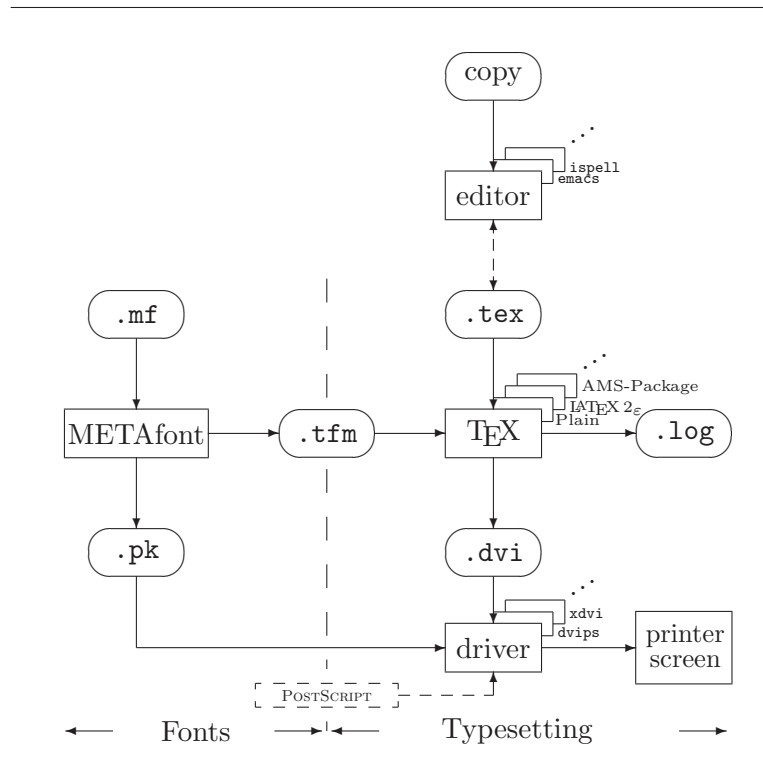 copy
ispell
emacs
editor
.mf
.tex
AMS-Package
LATEX 2ε
Plain
METAfont
.tfm
TEX
.log
.pk
.dvi
xdvi
dvips
driver
printer
screen
POSTSCRIPT
Fonts
Typesetting